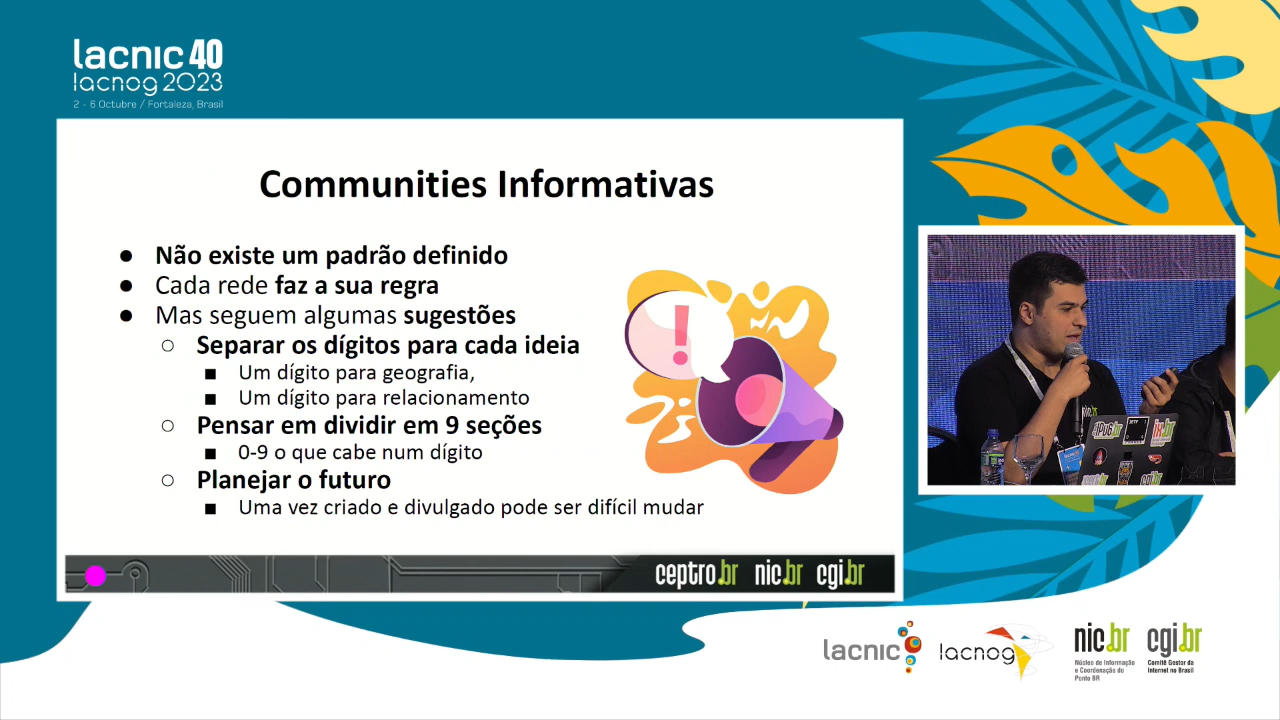 lacnic 40
lacnog 2023
2 - 6 Octubre / Fortaleza, Brasil
Communities Informativas
● Não existe um padrão definido
● Cada rede faz a sua regra
● Mas seguem algumas sugestões
○ Separar os dígitos para cada ideia
■ Um dígito para geografia,
■ Um dígito para relacionamento
○ Pensar em dividir em 9 seções
■ 0-9 o que cabe num dígito
○ Planejar o futuro
■ Uma vez criado e divulgado pode ser difícil mudar
ceptro.br nic.br cgi.br
lacnic
lacnog
nic.br
Núcleo de Informação
e Coordenação do
Ponto BR
cgi.br
Comitê Gestor da
Internet no Brasil